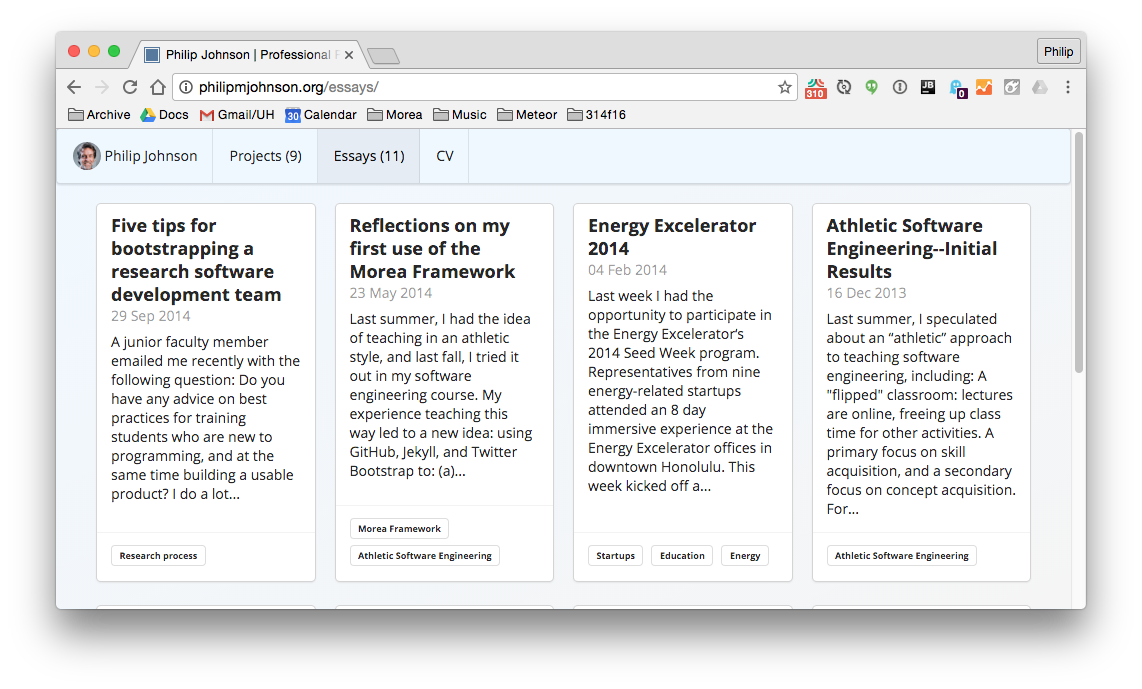 Philip Johnson | Professional
Philip
philipmjohnson.org/essays/
310
JB
0
Archive
Docs
Gmail/UH
30
Calendar
Morea
Music
Meteor
314f16
Philip Johnson
Projects (9)
Essays (11)
CV
Five tips for
bootstrapping a
research software
development team
29 Sep 2014
A junior faculty member
emailed me recently with the
following question: Do you
have any advice on best
practices for training
students who are new to
programming, and at the
same time building a usable
product? I do a lot...
Research process
Reflections on my
first use of the
Morea Framework
23 May 2014
Last summer, I had the idea
of teaching in an athletic
style, and last fall, I tried it
out in my software
engineering course. My
experience teaching this
way led to a new idea: using
GitHub, Jekyll, and Twitter
Bootstrap to: (a)...
Morea Framework
Athletic Software Engineering
Energy Excelerator
2014
04 Feb 2014
Last week I had the
opportunity to participate in
the Energy Excelerator’s
2014 Seed Week program.
Representatives from nine
energy-related startups
attended an 8 day
immersive experience at the
Energy Excelerator offices in
downtown Honolulu. This
week kicked off a...
Startups
Education
Energy
Athletic Software
Engineering--Initial
Results
16 Dec 2013
Last summer, I speculated
about an “athletic” approach
to teaching software
engineering, including: A
"flipped" classroom: lectures
are online, freeing up class
time for other activities. A
primary focus on skill
acquisition, and a secondary
focus on concept acquisition.
For...
Athletic Software Engineering